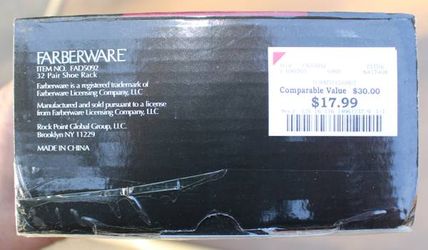 FARBERWARE®
ITEM NO. FAD5092
32 Pair Shoe Rack
Farberware is a registered trademark of
Farberware Licensing Company, LLC
Manufactured and sold pursuant to a license
from Farberware Licensing Company, LLC
Rock Point Global Group, LLC.
Brooklyn NY 11229
MADE IN CHINA
Comparable Value $30.00
$17.99